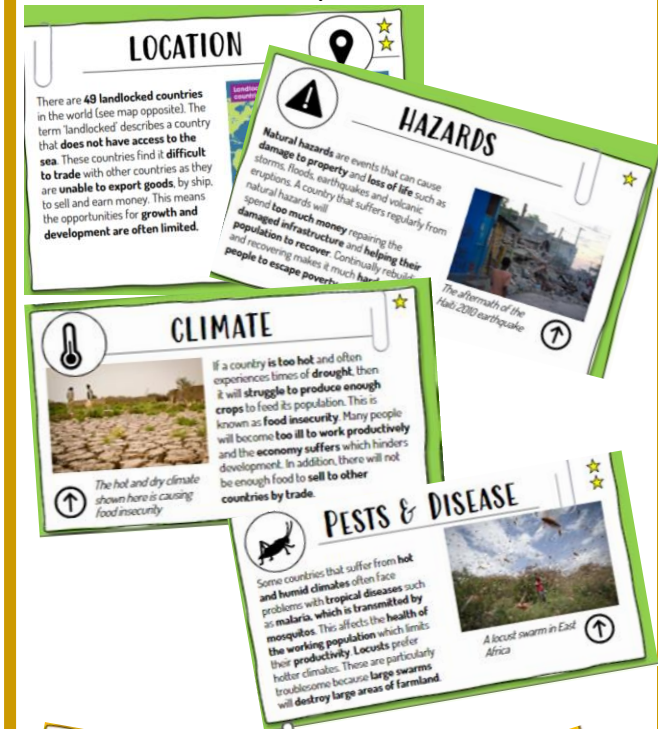 LOCATION
There are 49 landlocked countries
in the world (see map opposite). The
term 'landlocked' describes a country
that does not have access to the
sea. These countries find it difficult
to trade with other countries as they
are unable to export goods, by ship,
to sell and earn money. This means
the opportunities for growth and
development are often limited.
HAZARDS
Natural hazards are events that can cause
damage to property and loss of life such as
storms, floods, earthquakes and volcanic
eruptions. A country that suffers regularly from
natural hazards will
spend too much money repairing the
damaged infrastructure and helping their
population to recover. Continually
and recovering makes it much
people to escape
The aftermath of the
Haiti 2010 earthquake
CLIMATE
If a country is too hot and often
experiences times of drought, then
it will struggle to produce enough
crops to feed its population. This is
known as food insecurity. Many people
will become too ill to work productively
and the economy suffers which hinders
development. In addition, there will not
be enough food to sell to other
countries by trade.
The hot and dry climate
shown here is causing
food insecurity
PESTS & DISEASE
Some countries that suffer from hot
and humid climates often face
problems with tropical diseases such
as malaria, which is transmitted by
mosquitos. This affects the health of
the working population which limits
their productivity. Locusts prefer
hotter climates. These are particularly
troublesome because large swarms
will destroy large areas of farmland.
A locust swarm in East
Africa